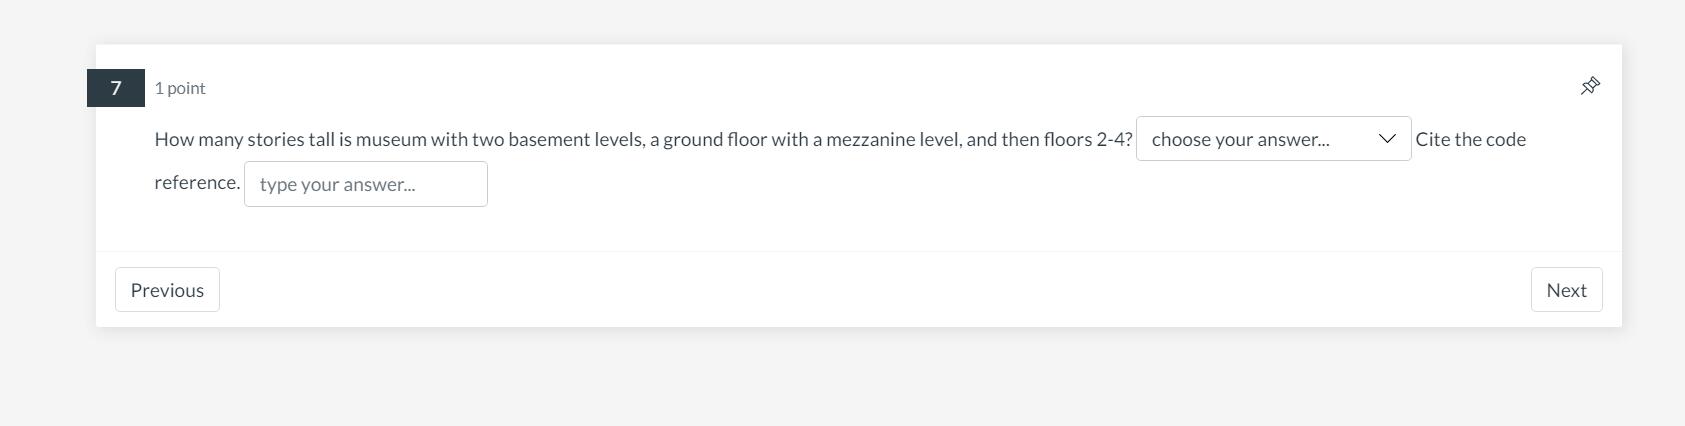 7 1 point
How many stories tall is museum with two basement levels, a ground floor with a mezzanine level, and then floors 2-4? choose your answer... Cite the code
reference. type your answer...
Previous Next